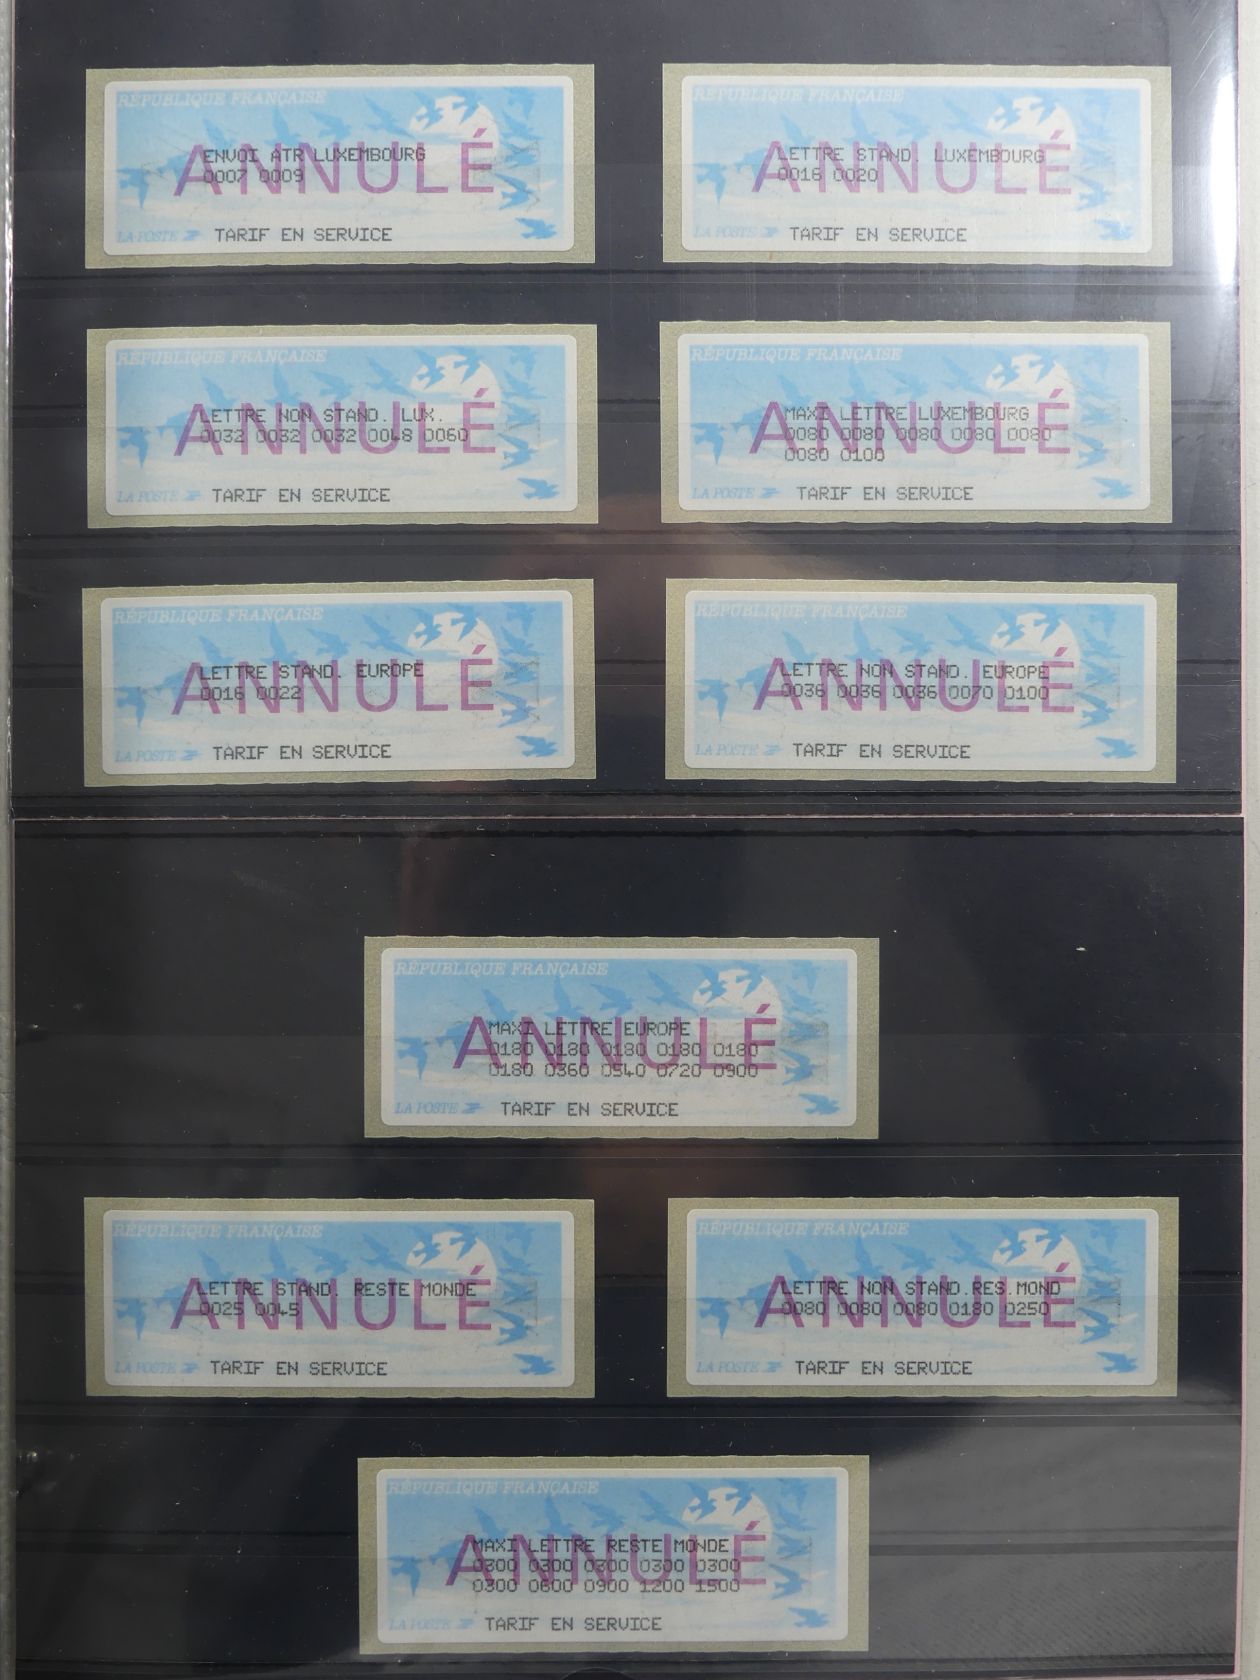 RÉPUBLIQUE FRANÇAISE
ANNULÉ
ENVOI ATR LUXEMBOURG
0007 0009
LA POSTE TARIF EN SERVICE
RÉPUBLIQUE FRANÇAISE
ANNULÉ
LETTRE STAND. LUXEMBOURG
0016 0020
LA POSTE TARIF EN SERVICE
RÉPUBLIQUE FRANÇAISE
ANNULÉ
LETTRE NON STAND. LUX.
0032 0032 0032 0048 0060
LA POSTE TARIF EN SERVICE
RÉPUBLIQUE FRANÇAISE
ANNULÉ
MAXI LETTRE LUXEMBOURG
0080 0080 0080 0080 0080
0080 0100
LA POSTE TARIF EN SERVICE
RÉPUBLIQUE FRANÇAISE
ANNULÉ
LETTRE STAND. EUROPE
0016 0022
LA POSTE TARIF EN SERVICE
RÉPUBLIQUE FRANÇAISE
ANNULÉ
LETTRE NON STAND. EUROPE
0036 0036 0036 0070 0100
LA POSTE TARIF EN SERVICE
RÉPUBLIQUE FRANÇAISE
ANNULÉ
MAXI LETTRE EUROPE
0180 0180 0180 0180 0180
0180 0360 0540 0720 0900
LA POSTE TARIF EN SERVICE
RÉPUBLIQUE FRANÇAISE
ANNULÉ
LETTRE STAND. RESTE MONDE
0025 0045
LA POSTE TARIF EN SERVICE
RÉPUBLIQUE FRANÇAISE
ANNULÉ
LETTRE NON STAND.RES.MOND
0080 0080 0080 0180 0250
LA POSTE TARIF EN SERVICE
RÉPUBLIQUE FRANÇAISE
ANNULÉ
MAXI LETTRE RESTE MONDE
0300 0300 0300 0300 0300
0300 0600 0900 1200 1500
LA POSTE TARIF EN SERVICE